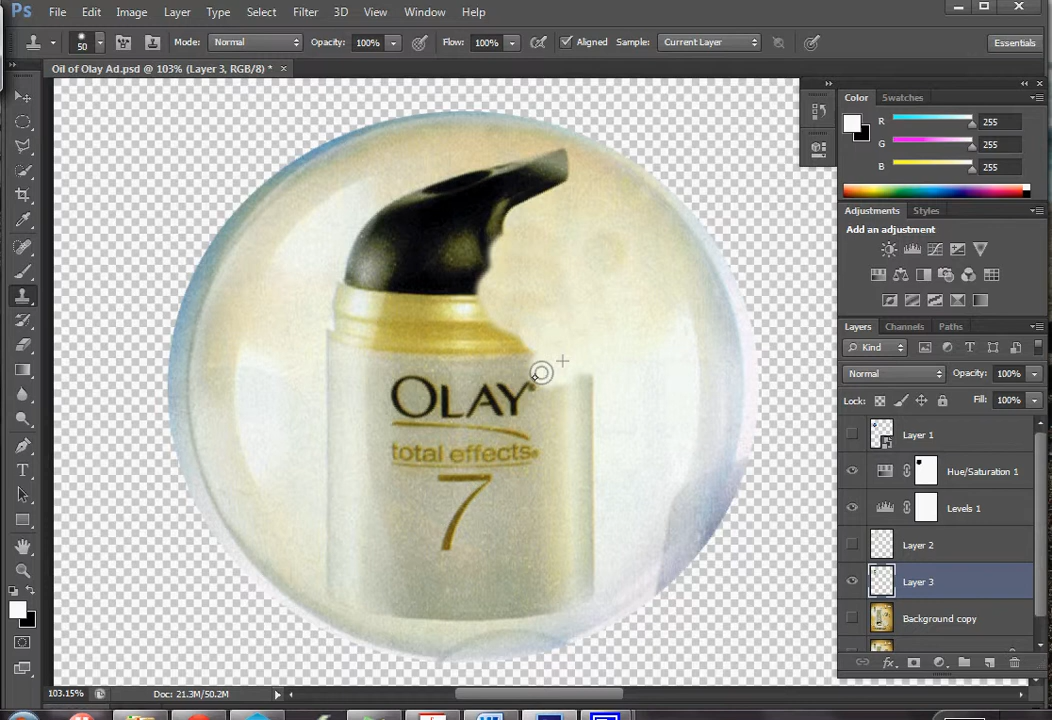 Ps File Edit Image Layer Type Select Filter 3D View Window Help
50 Mode: Normal Opacity: 100% Flow: 100% Aligned Sample: Current Layer Essentials
Oil of Olay Ad.psd @ 103% (Layer 3, RGB/8) *
Color Swatches
R 255
G 255
B 255
Adjustments Styles
Add an adjustment
Layers Channels Paths
Kind
Normal Opacity: 100%
Lock: Fill: 100%
Layer 1
Hue/Saturation 1
Levels 1
Layer 2
Layer 3
Background copy
OLAY®
total effects
7
103.15% Doc: 21.3M/50.2M